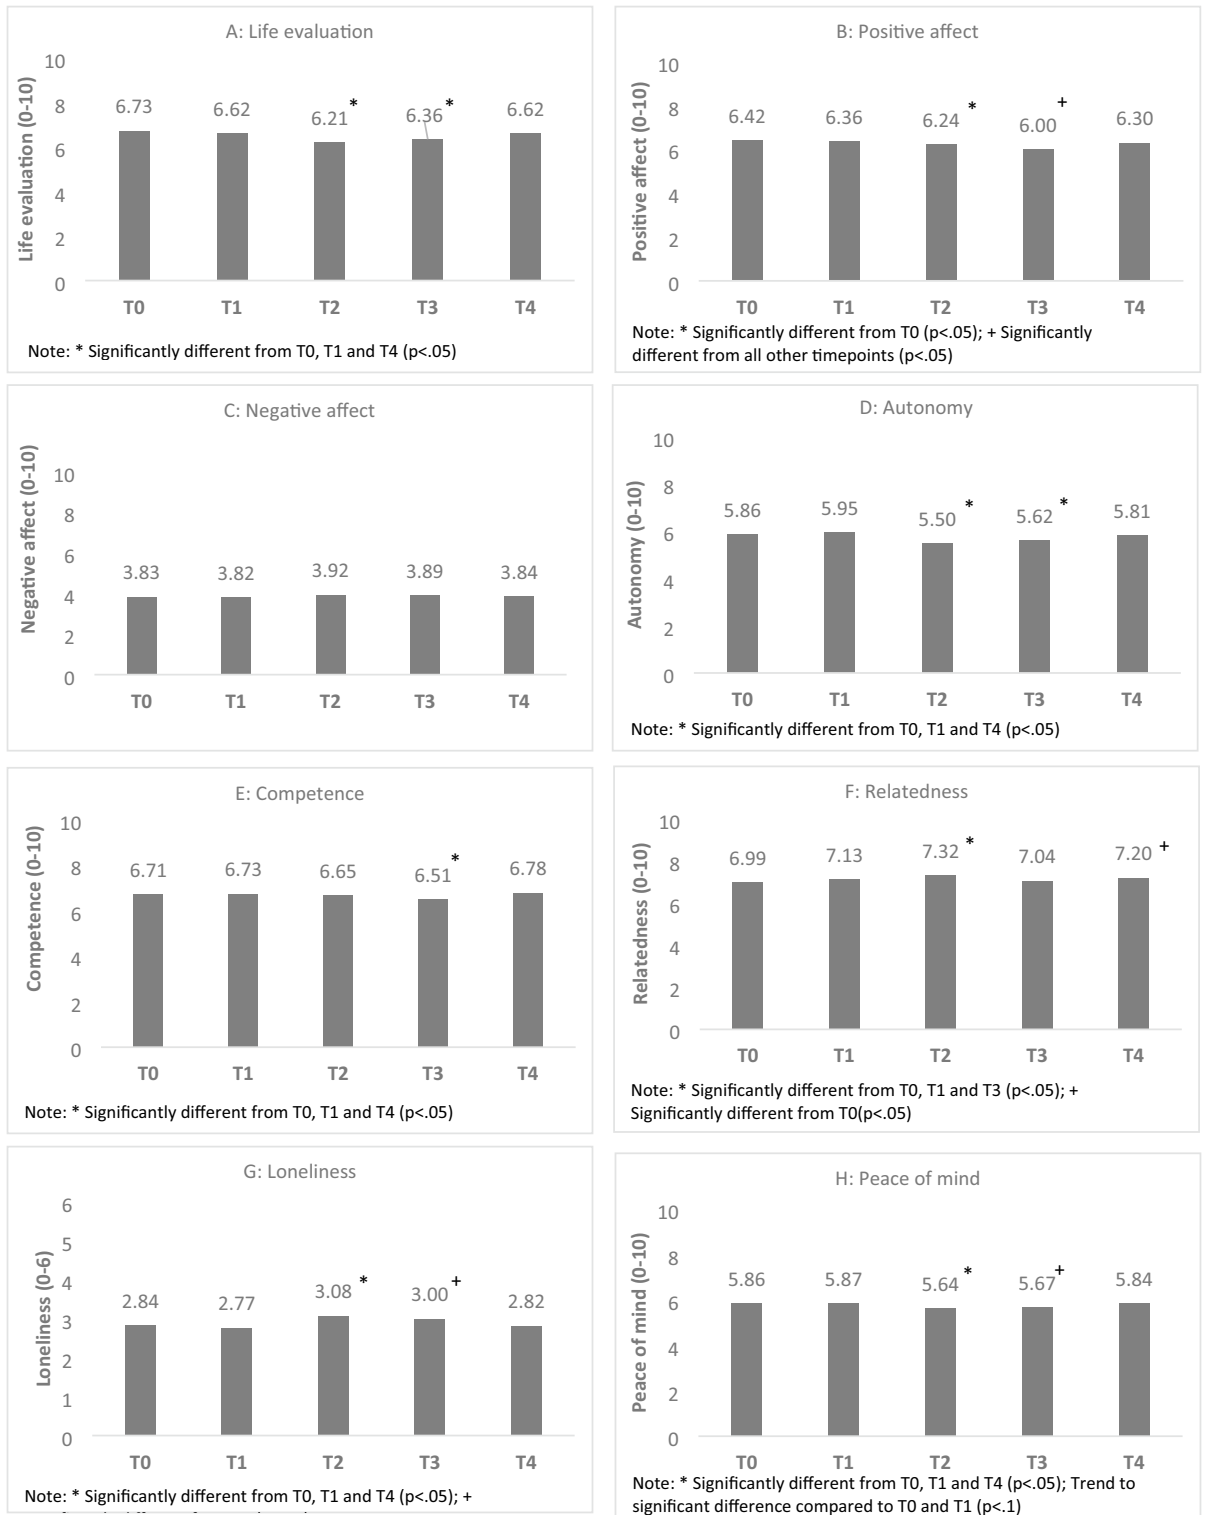 A: Life evaluation
Life evaluation (0-10)
10
8
6
4
2
0
6.73
6.62
6.21 *
6.36 *
6.62
T0 T1 T2 T3 T4
Note: * Significantly different from T0, T1 and T4 (p<.05)
B: Positive affect
Positive affect (0-10)
10
8
6
4
2
0
6.42
6.36
6.24 *
6.00 +
6.30
T0 T1 T2 T3 T4
Note: * Significantly different from T0 (p<.05); + Significantly
different from all other timepoints (p<.05)
C: Negative affect
Negative affect (0-10)
10
8
6
4
2
0
3.83
3.82
3.92
3.89
3.84
T0 T1 T2 T3 T4
D: Autonomy
Autonomy (0-10)
10
8
6
4
2
0
5.86
5.95
5.50 *
5.62 *
5.81
T0 T1 T2 T3 T4
Note: * Significantly different from T0, T1 and T4 (p<.05)
E: Competence
Competence (0-10)
10
8
6
4
2
0
6.71
6.73
6.65
6.51 *
6.78
T0 T1 T2 T3 T4
Note: * Significantly different from T0, T1 and T4 (p<.05)
F: Relatedness
Relatedness (0-10)
10
8
6
4
2
0
6.99
7.13
7.32 *
7.04
7.20 +
T0 T1 T2 T3 T4
Note: * Significantly different from T0, T1 and T3 (p<.05); +
Significantly different from T0(p<.05)
G: Loneliness
Loneliness (0-6)
6
5
4
3
2
1
0
2.84
2.77
3.08 *
3.00 +
2.82
T0 T1 T2 T3 T4
Note: * Significantly different from T0, T1 and T4 (p<.05); +
H: Peace of mind
Peace of mind (0-10)
10
8
6
4
2
0
5.86
5.87
5.64 *
5.67 +
5.84
T0 T1 T2 T3 T4
Note: * Significantly different from T0, T1 and T4 (p<.05); Trend to
significant difference compared to T0 and T1 (p<.1)